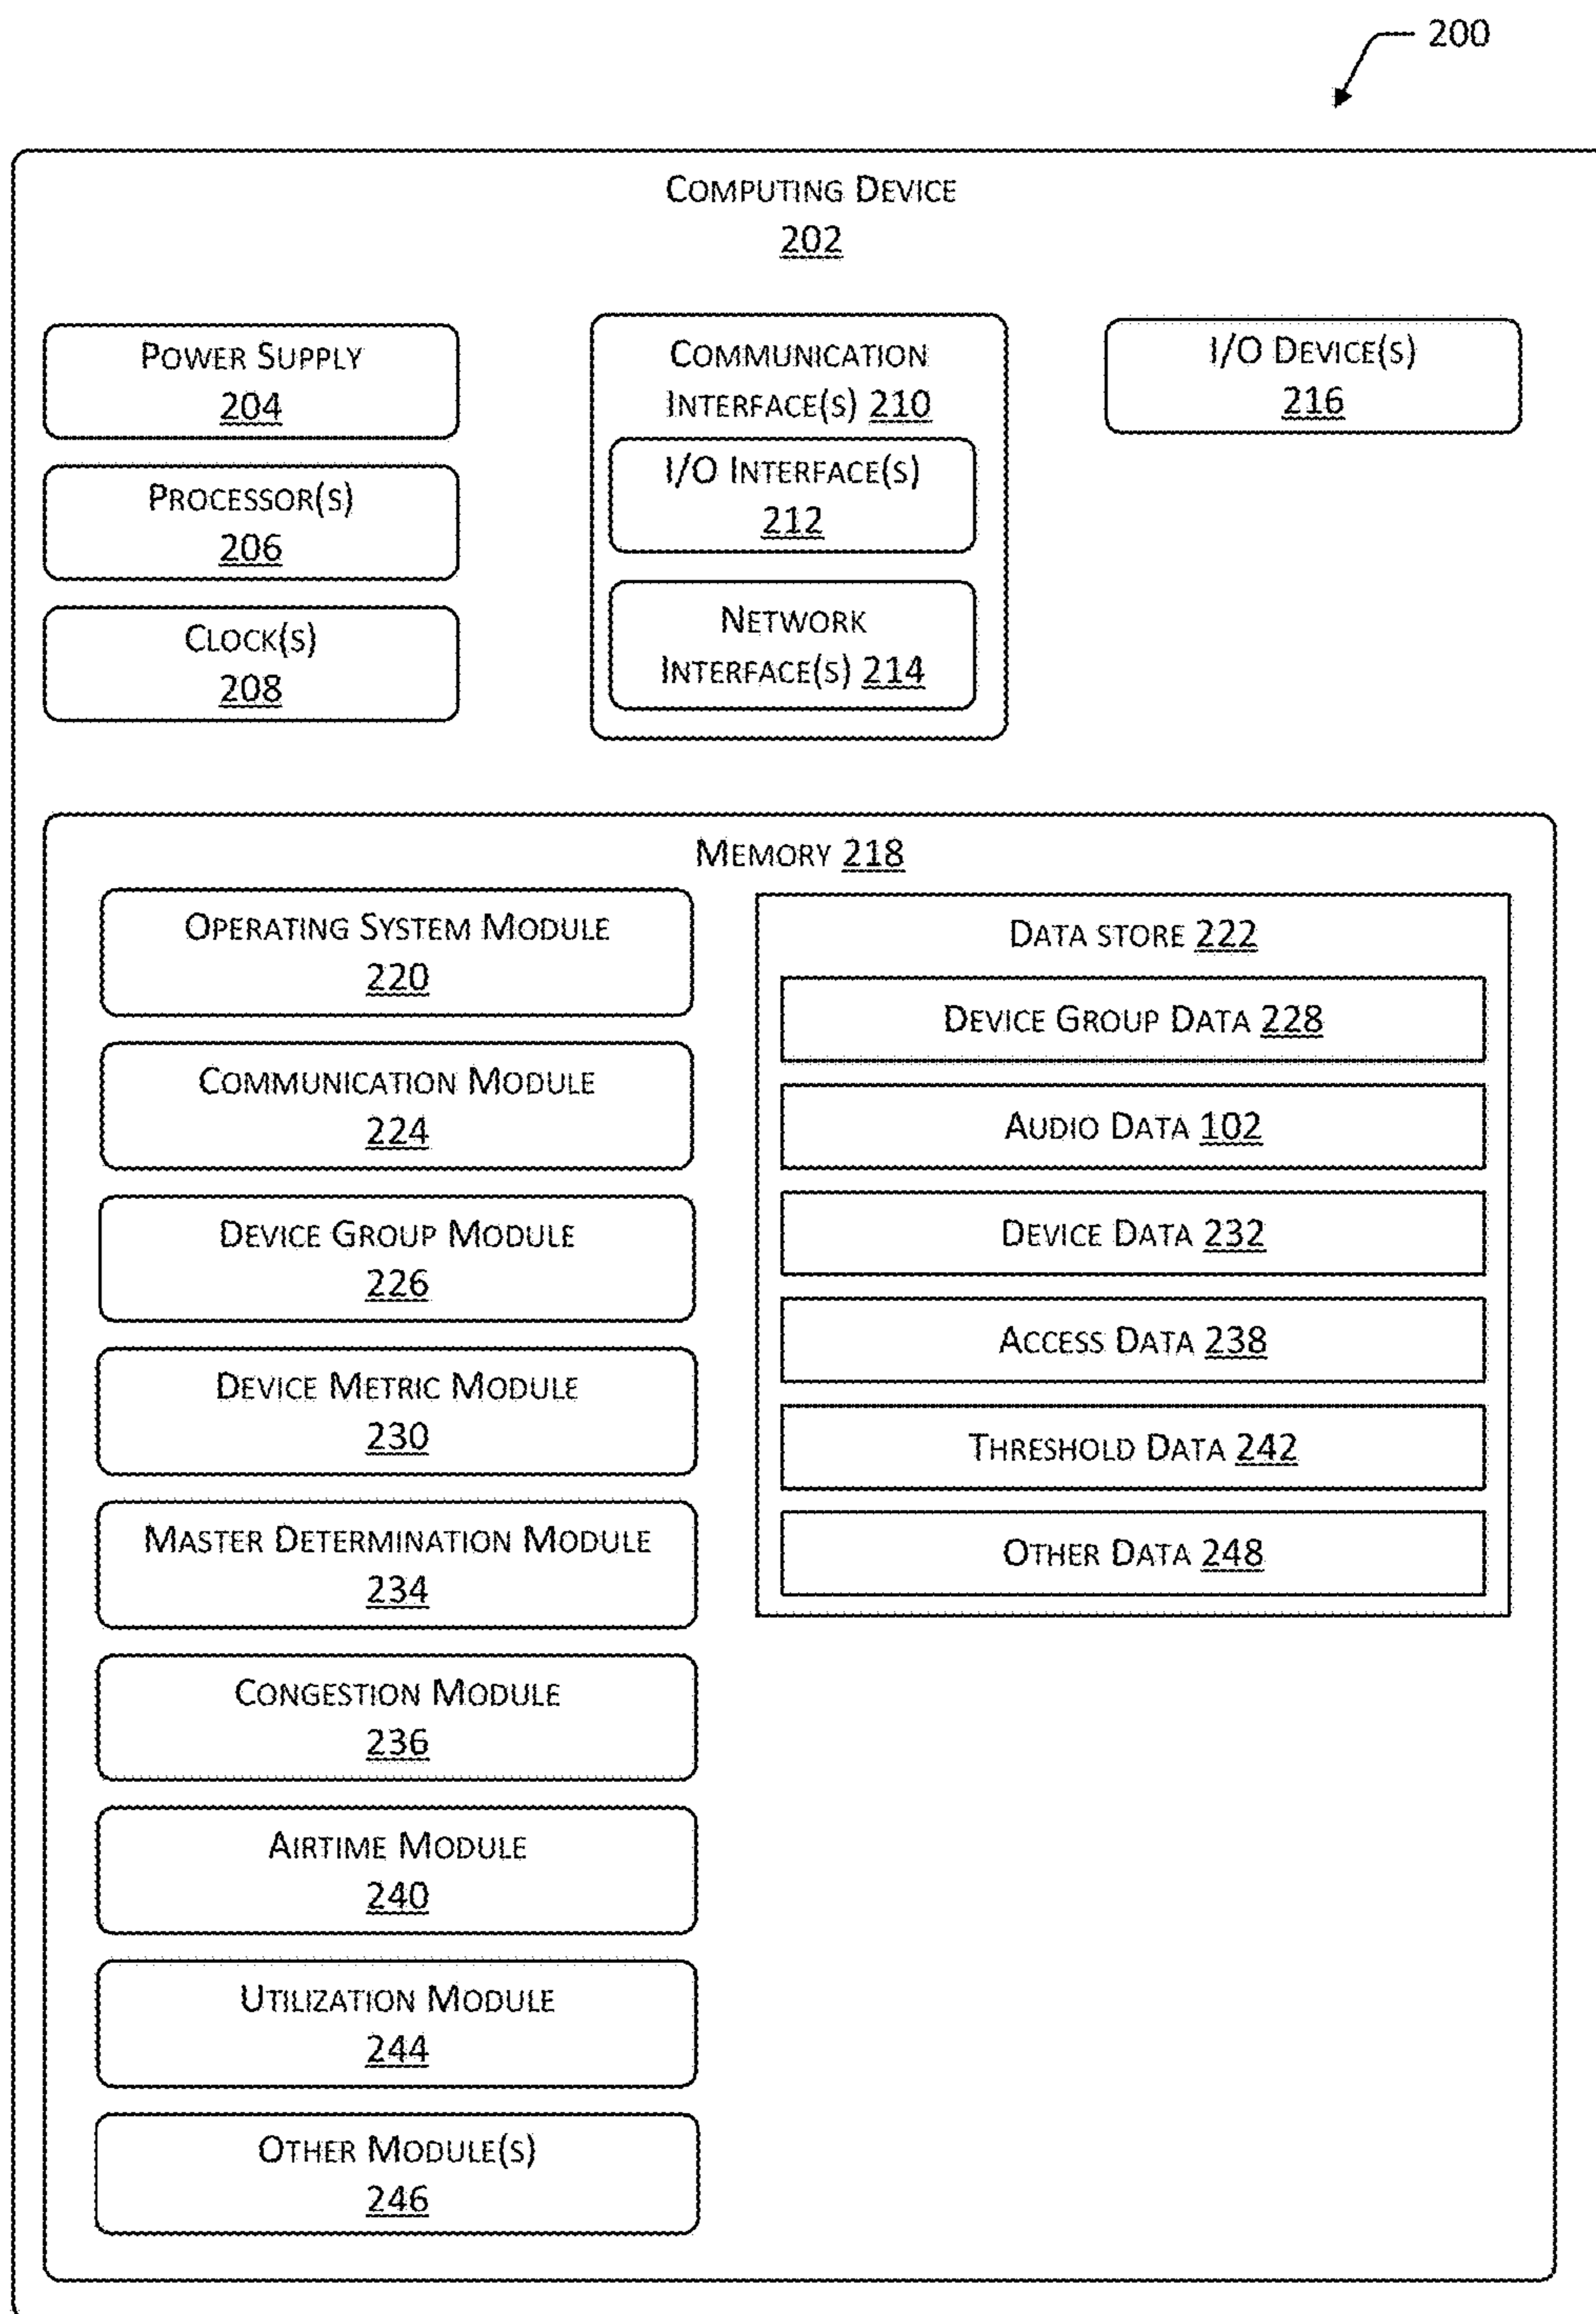 200
COMPUTING DEVICE
202
POWER SUPPLY
204
PROCESSOR(S)
206
CLOCK(S)
208
COMMUNICATION
INTERFACE(S) 210
I/O INTERFACE(S)
212
NETWORK
INTERFACE(S) 214
I/O DEVICE(S)
216
MEMORY 218
OPERATING SYSTEM MODULE
220
COMMUNICATION MODULE
224
DEVICE GROUP MODULE
226
DEVICE METRIC MODULE
230
MASTER DETERMINATION MODULE
234
CONGESTION MODULE
236
AIRTIME MODULE
240
UTILIZATION MODULE
244
OTHER MODULE(S)
246
DATA STORE 222
DEVICE GROUP DATA 228
AUDIO DATA 102
DEVICE DATA 232
ACCESS DATA 238
THRESHOLD DATA 242
OTHER DATA 248